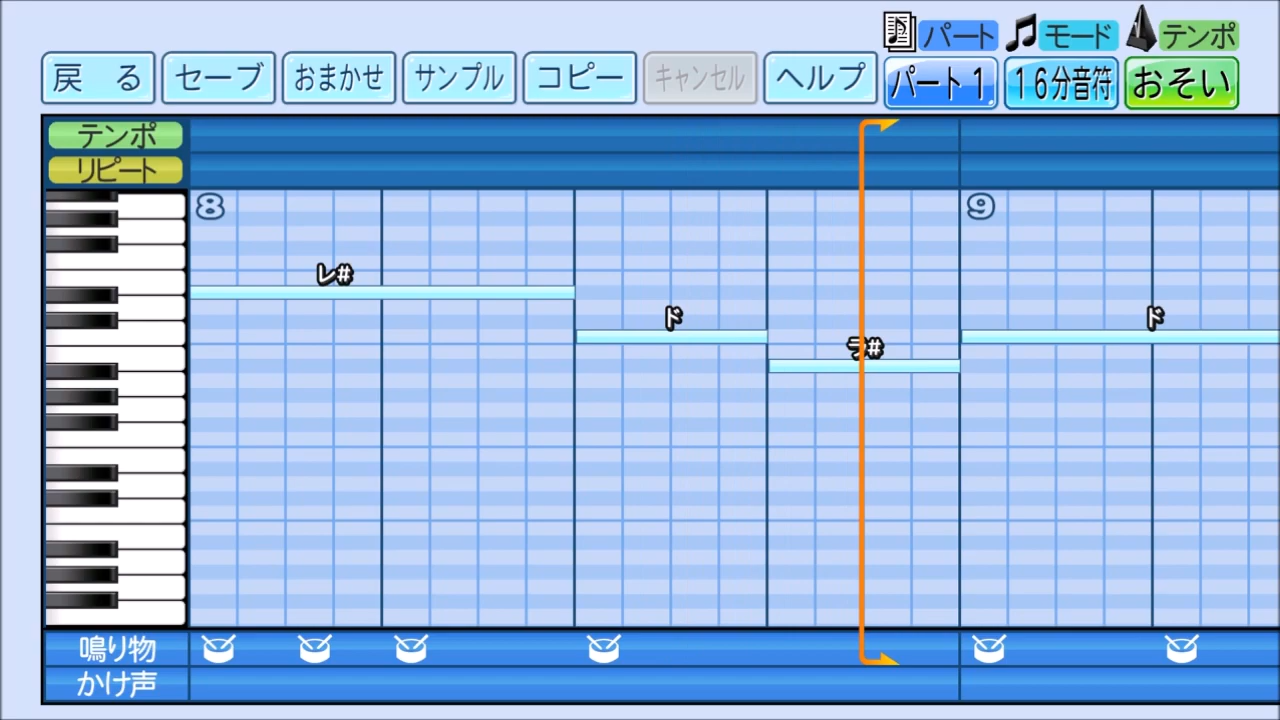 パート モード テンポ
戻 る セーブ おまかせ サンプル コピー キャンセル ヘルプ パート1 16分音符 おそい
テンポ
リピート
8 9
レ#
ド ド
ラ#
鳴り物
かけ声